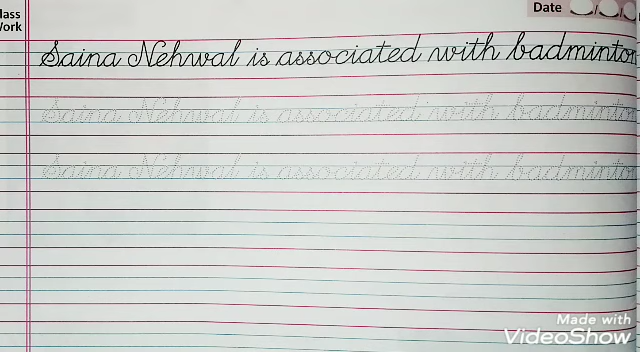 Class Work
Date
Saina Nehwal is associated with badminton
Saina Nehwal is associated with badminton
Saina Nehwal is associated with badminton
Made with
VideoShow